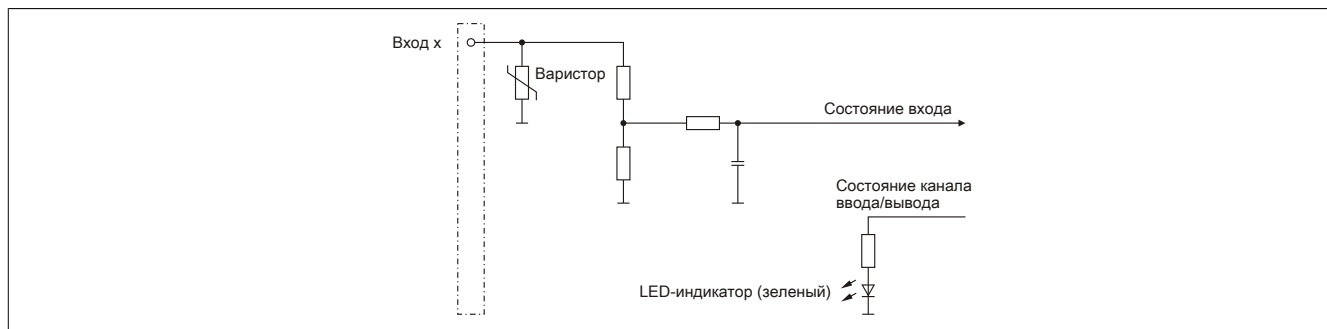 Вход x
Варистор
Состояние входа
Состояние канала
ввода/вывода
LED-индикатор (зеленый)